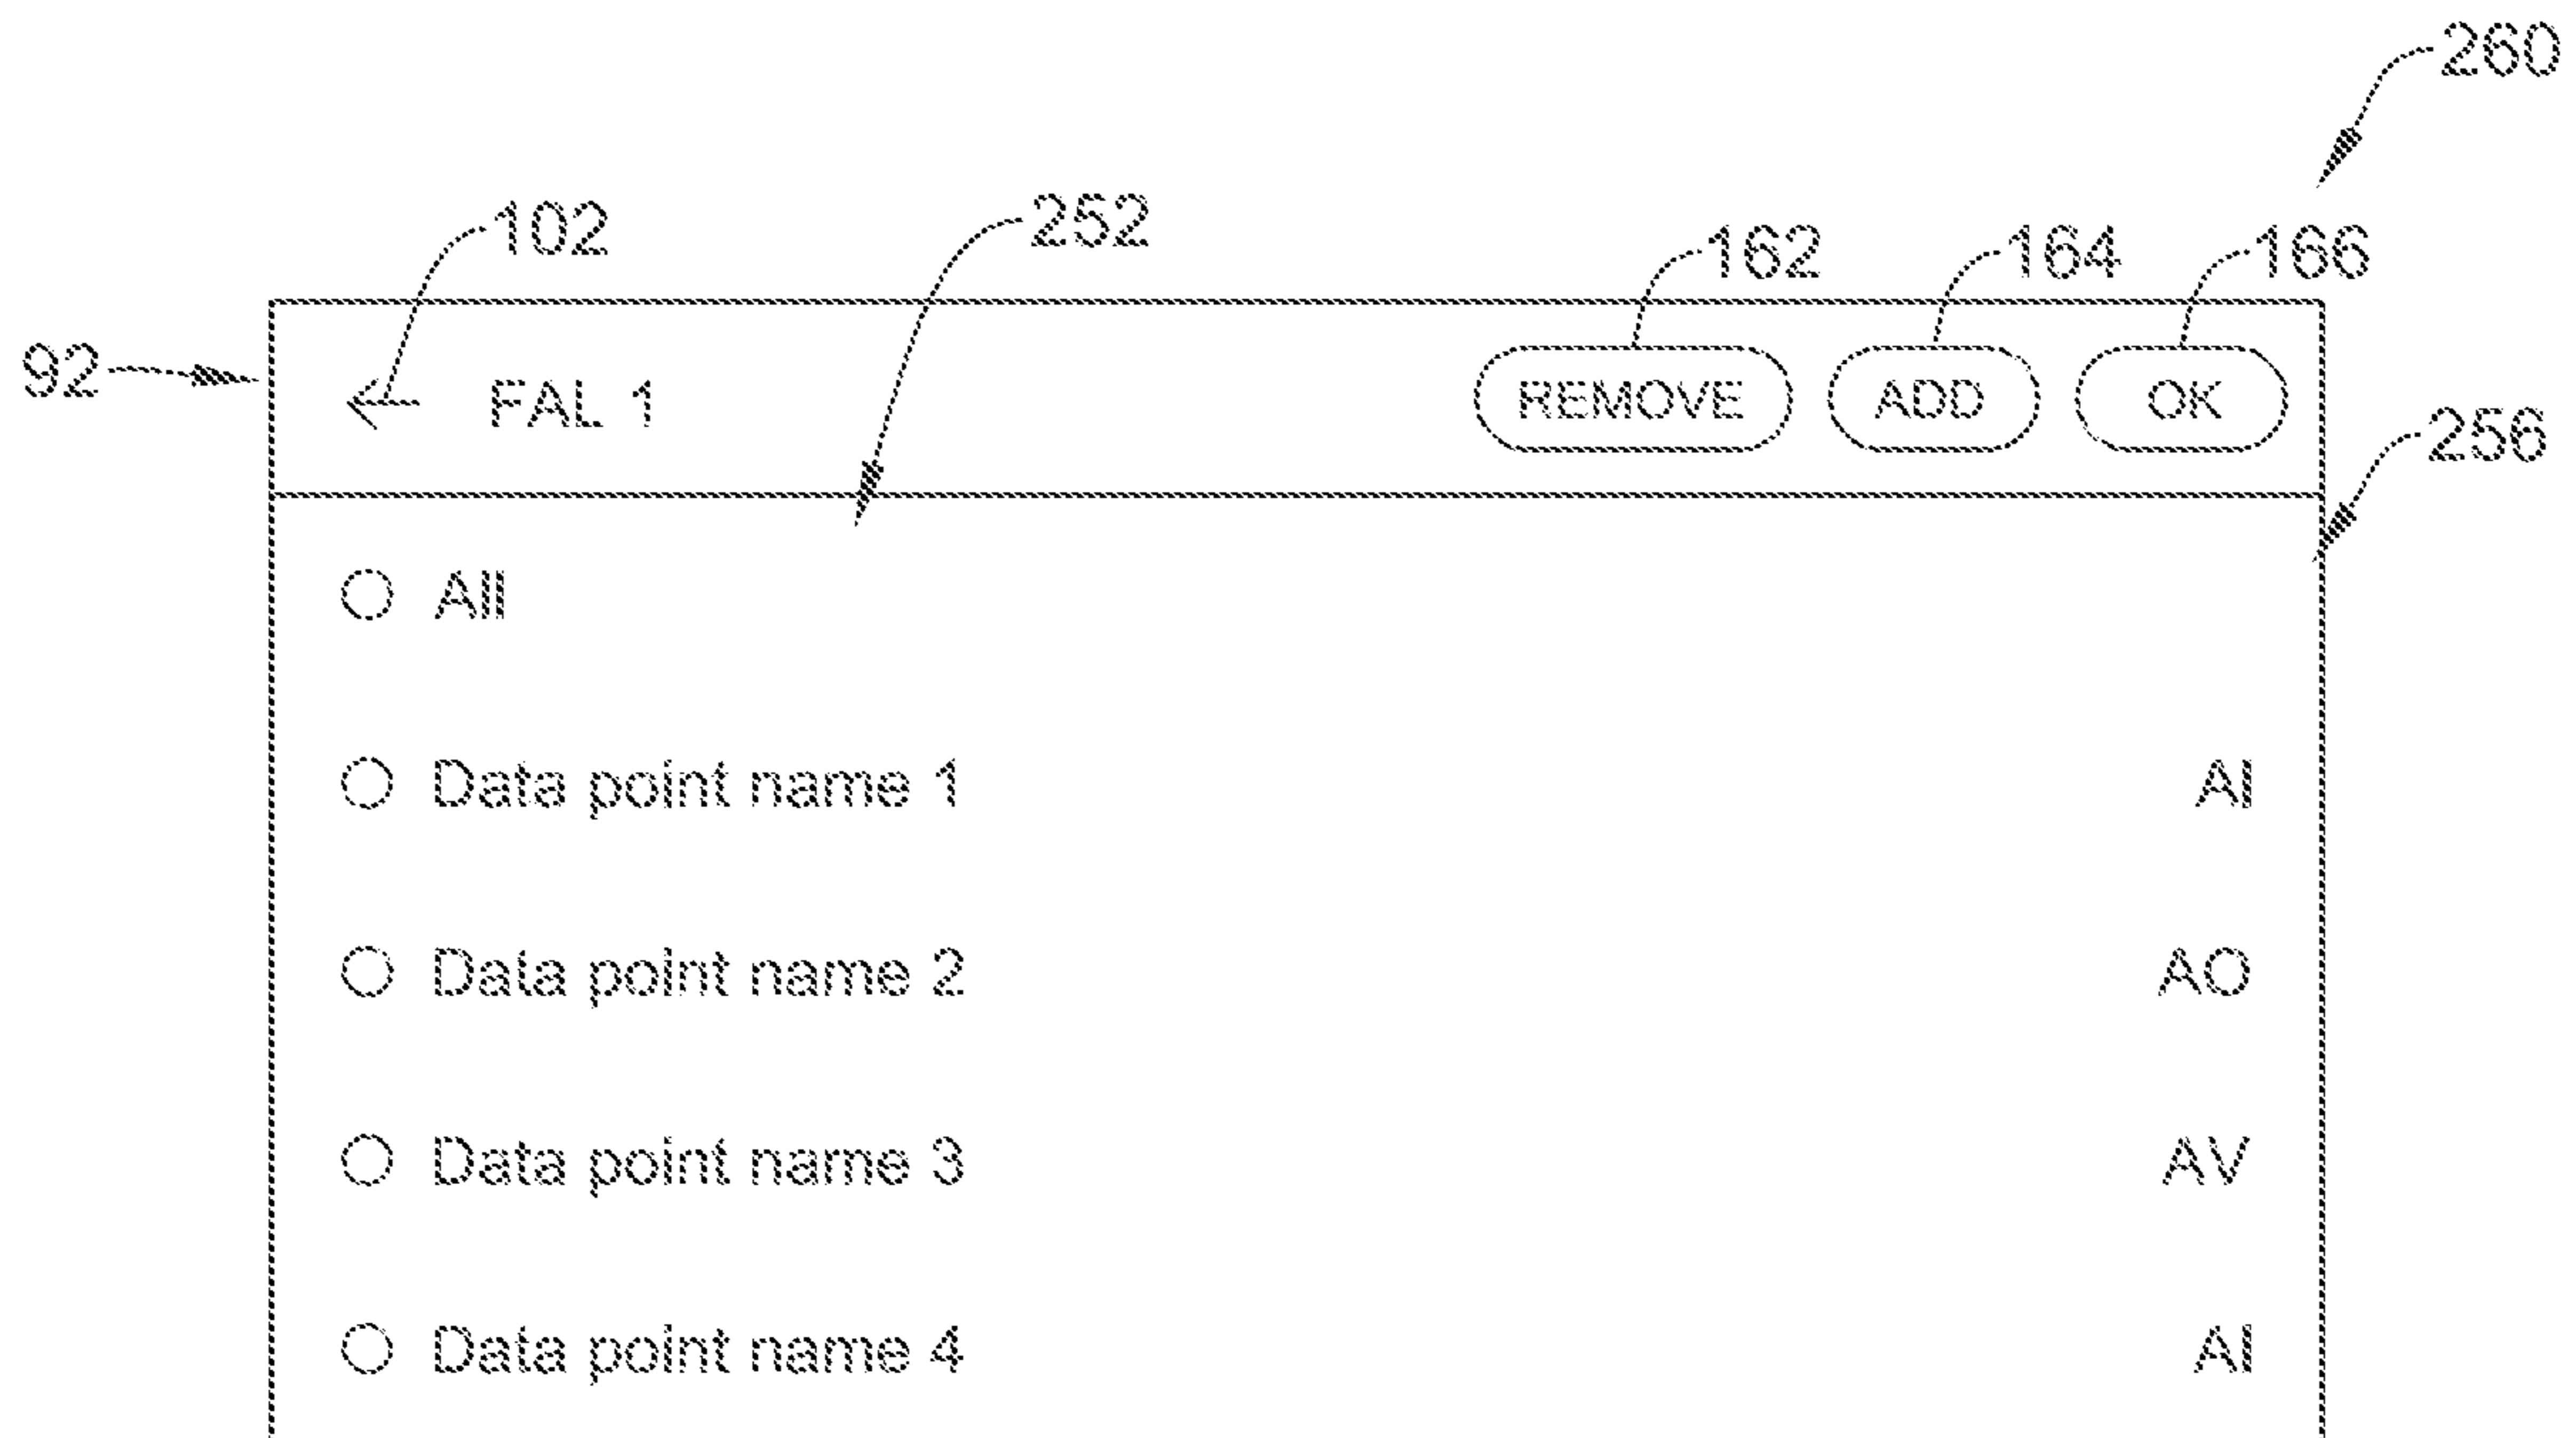 260
102 252 162 164 166
92 FAL 1 REMOVE ADD OK
256
All
Data point name 1 AI
Data point name 2 AO
Data point name 3 AV
Data point name 4 AI